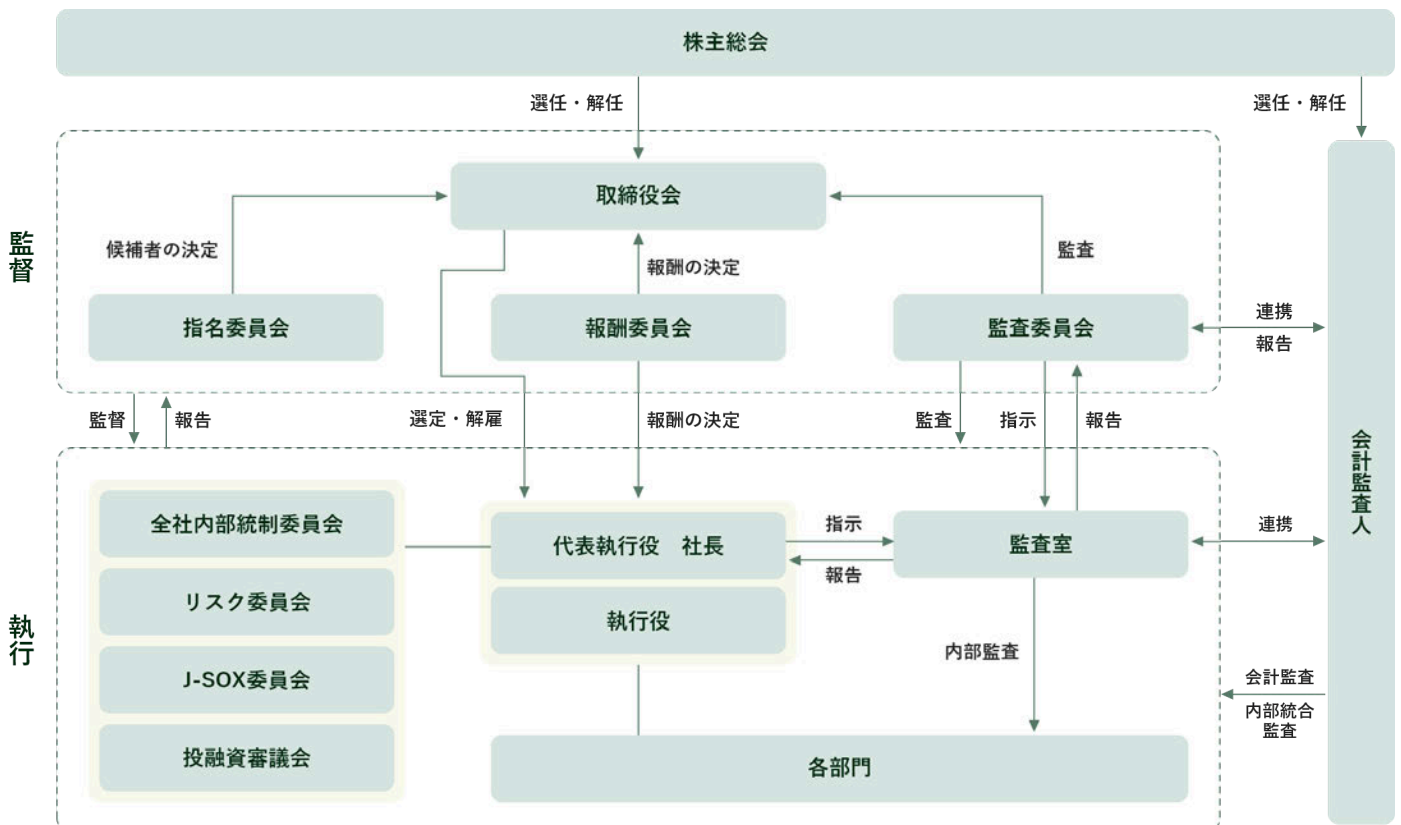 株主総会
選任・解任
選任・解任
監督
取締役会
候補者の決定
報酬の決定
監査
指名委員会
報酬委員会
監査委員会
連携
報告
監督
報告
選定・解雇
報酬の決定
監査
指示
報告
会計監査人
執行
全社内部統制委員会
リスク委員会
J-SOX委員会
投融資審議会
代表執行役　社長
執行役
指示
報告
監査室
連携
内部監査
会計監査
内部統合
監査
各部門